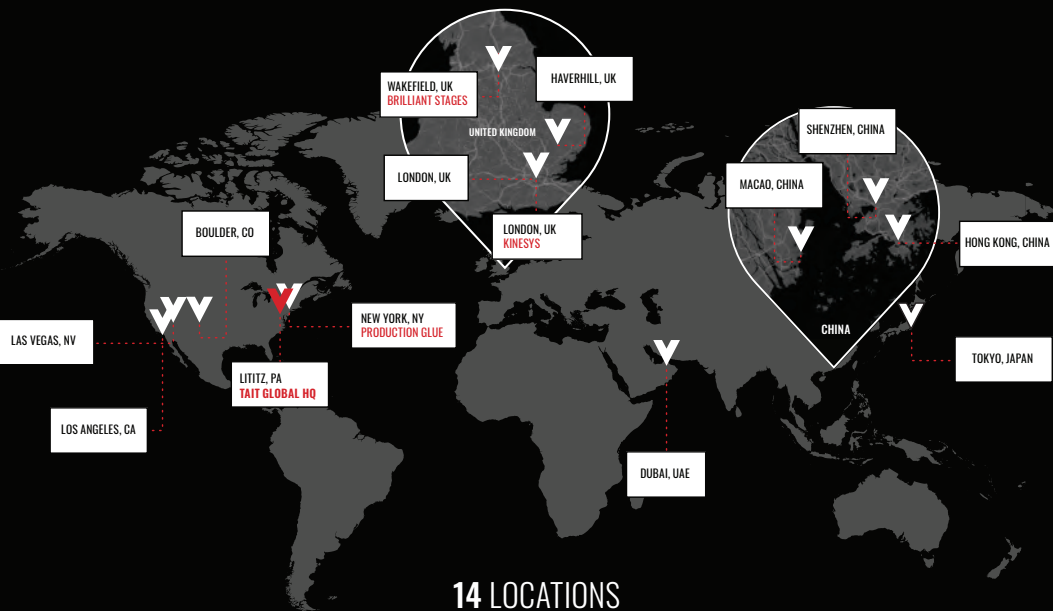 WAKEFIELD, UK
BRILLIANT STAGES
HAVERHILL, UK
UNITED KINGDOM
LONDON, UK
LONDON, UK
KINESYS
SHENZHEN, CHINA
MACAO, CHINA
HONG KONG, CHINA
CHINA
BOULDER, CO
LAS VEGAS, NV
NEW YORK, NY
PRODUCTION GLUE
LITITZ, PA
TAIT GLOBAL HQ
LOS ANGELES, CA
TOKYO, JAPAN
DUBAI, UAE
14 LOCATIONS